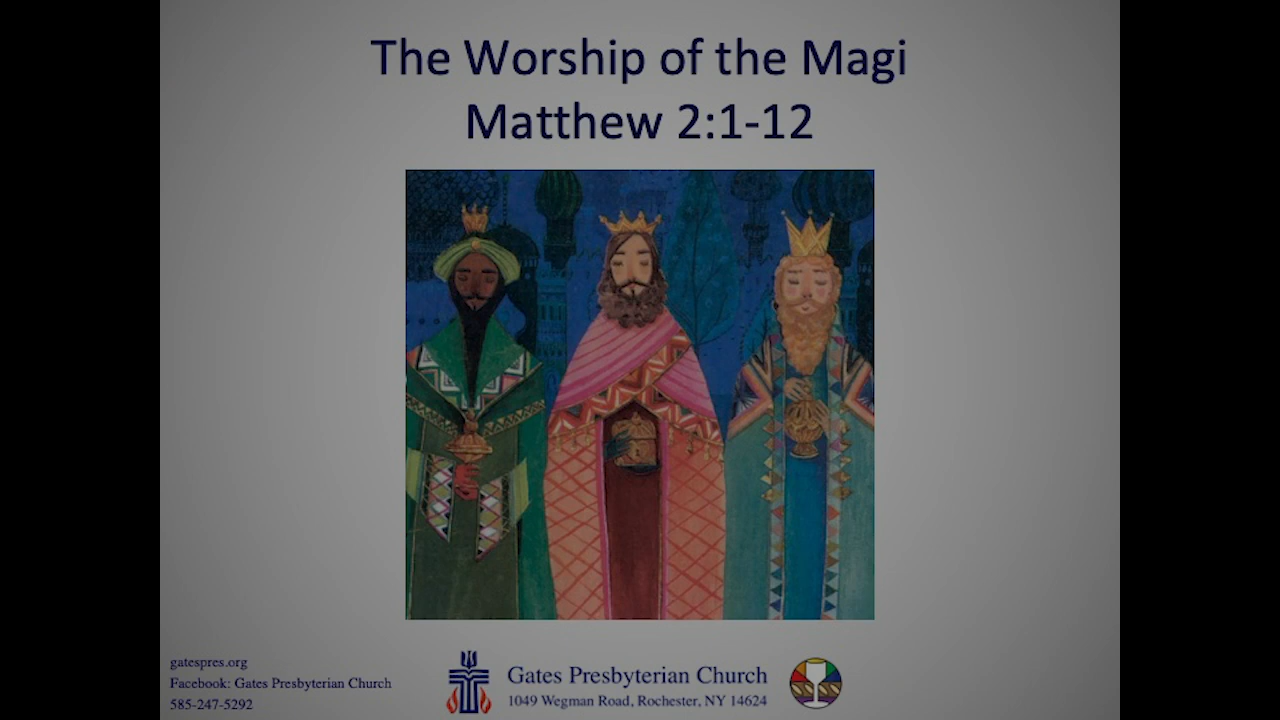 The Worship of the Magi
Matthew 2:1-12
gatespres.org
Facebook: Gates Presbyterian Church
585-247-5292
Gates Presbyterian Church
1049 Wegman Road, Rochester, NY 14624